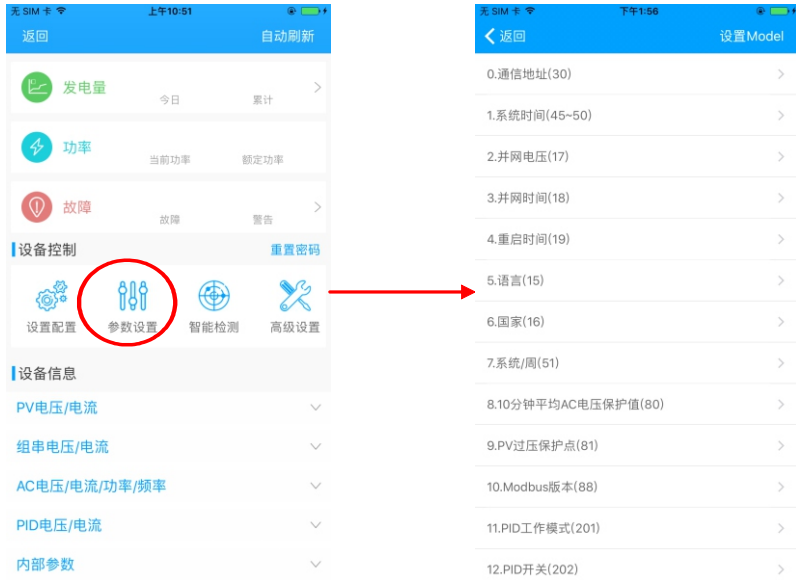 无 SIM 卡 上午10:51
返回 自动刷新
发电量 今日 累计
功率 当前功率 额定功率
故障 故障 警告
设备控制 重置密码
设置配置 参数设置 智能检测 高级设置
设备信息
PV电压/电流
组串电压/电流
AC电压/电流/功率/频率
PID电压/电流
内部参数
无 SIM 卡 下午1:56
返回 设置Model
0.通信地址(30)
1.系统时间(45~50)
2.并网电压(17)
3.并网时间(18)
4.重启时间(19)
5.语言(15)
6.国家(16)
7.系统/周(51)
8.10分钟平均AC电压保护值(80)
9.PV过压保护点(81)
10.Modbus版本(88)
11.PID工作模式(201)
12.PID开关(202)